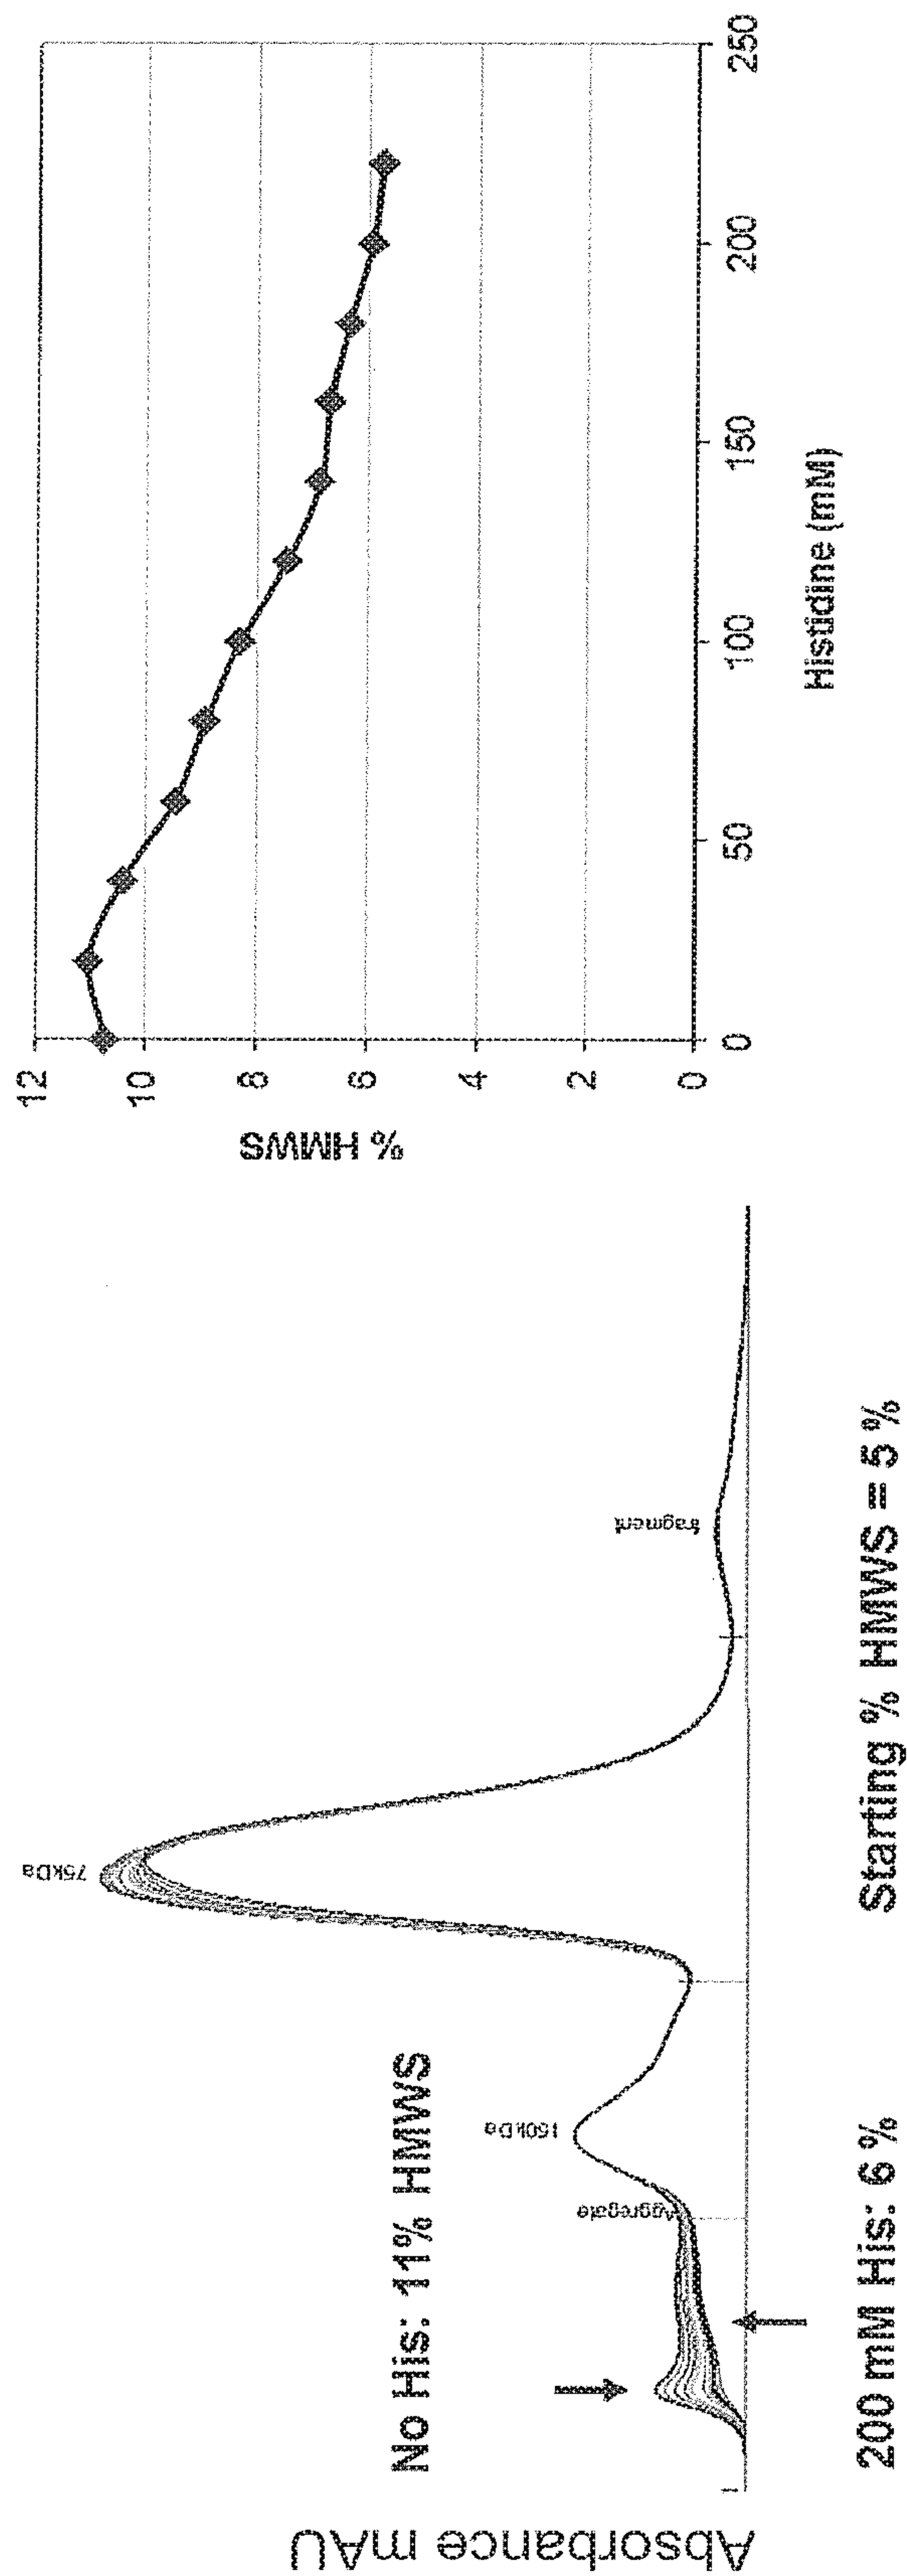 Absorbance mAU
No His: 11% HMWS
200 mM His: 6 %
Starting % HMWS = 5 %
Aggregate
150kDa
75kDa
fragment
% HMWS
12
10
8
6
4
2
0
0
50
100
150
200
250
Histidine (mM)